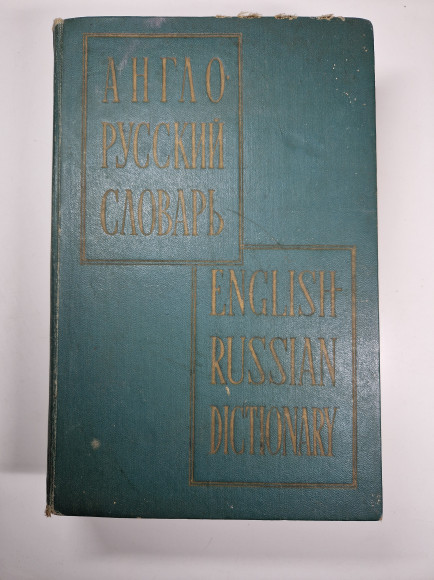 АНГЛО-
РУССКИЙ
СЛОВАРЬ
ENGLISH-
RUSSIAN
DICTIONARY